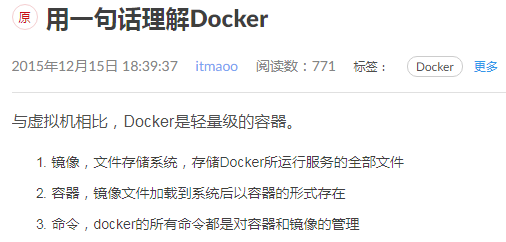 原 用一句话理解Docker
2015年12月15日 18:39:37 itmaoo 阅读数：771 标签： Docker 更多
与虚拟机相比，Docker是轻量级的容器。
1. 镜像，文件存储系统，存储Docker所运行服务的全部文件
2. 容器，镜像文件加载到系统后以容器的形式存在
3. 命令，docker的所有命令都是对容器和镜像的管理